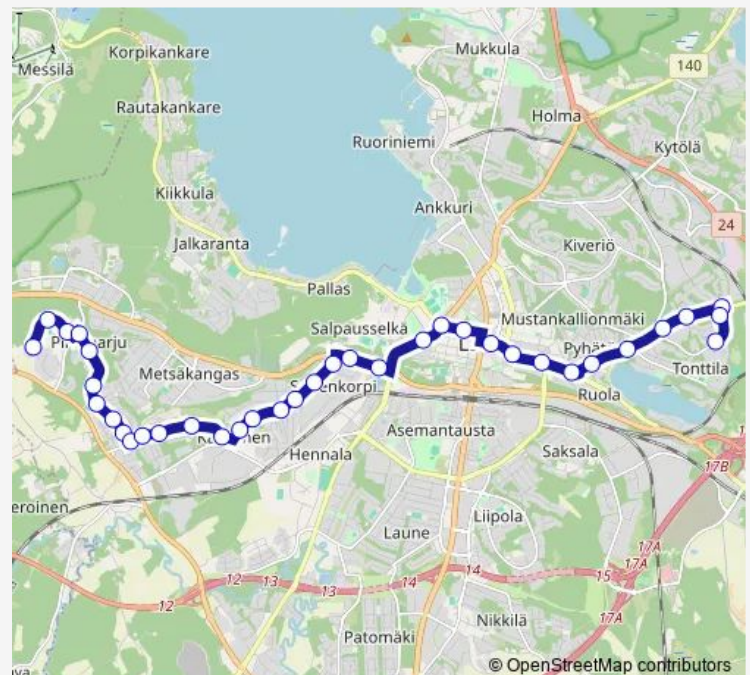 Mukkula
Korpikankare
Messilä
140
Rautakankare
Holma
Ruoriniemi
Kytölä
Kiikkula
Ankkuri
24
Jalkaranta
Kiveriö
Pallas
Salpausselkä
Mustankallionmäki
Metsäkangas
Tonttila
Ruola
Asemantausta
Hennala
Saksala
17B
eroinen
Liipola
Laune
17A
17A
12
12
13
13
14
14
15
17A
Nikkilä
Patomäki
© OpenStreetMap contributors